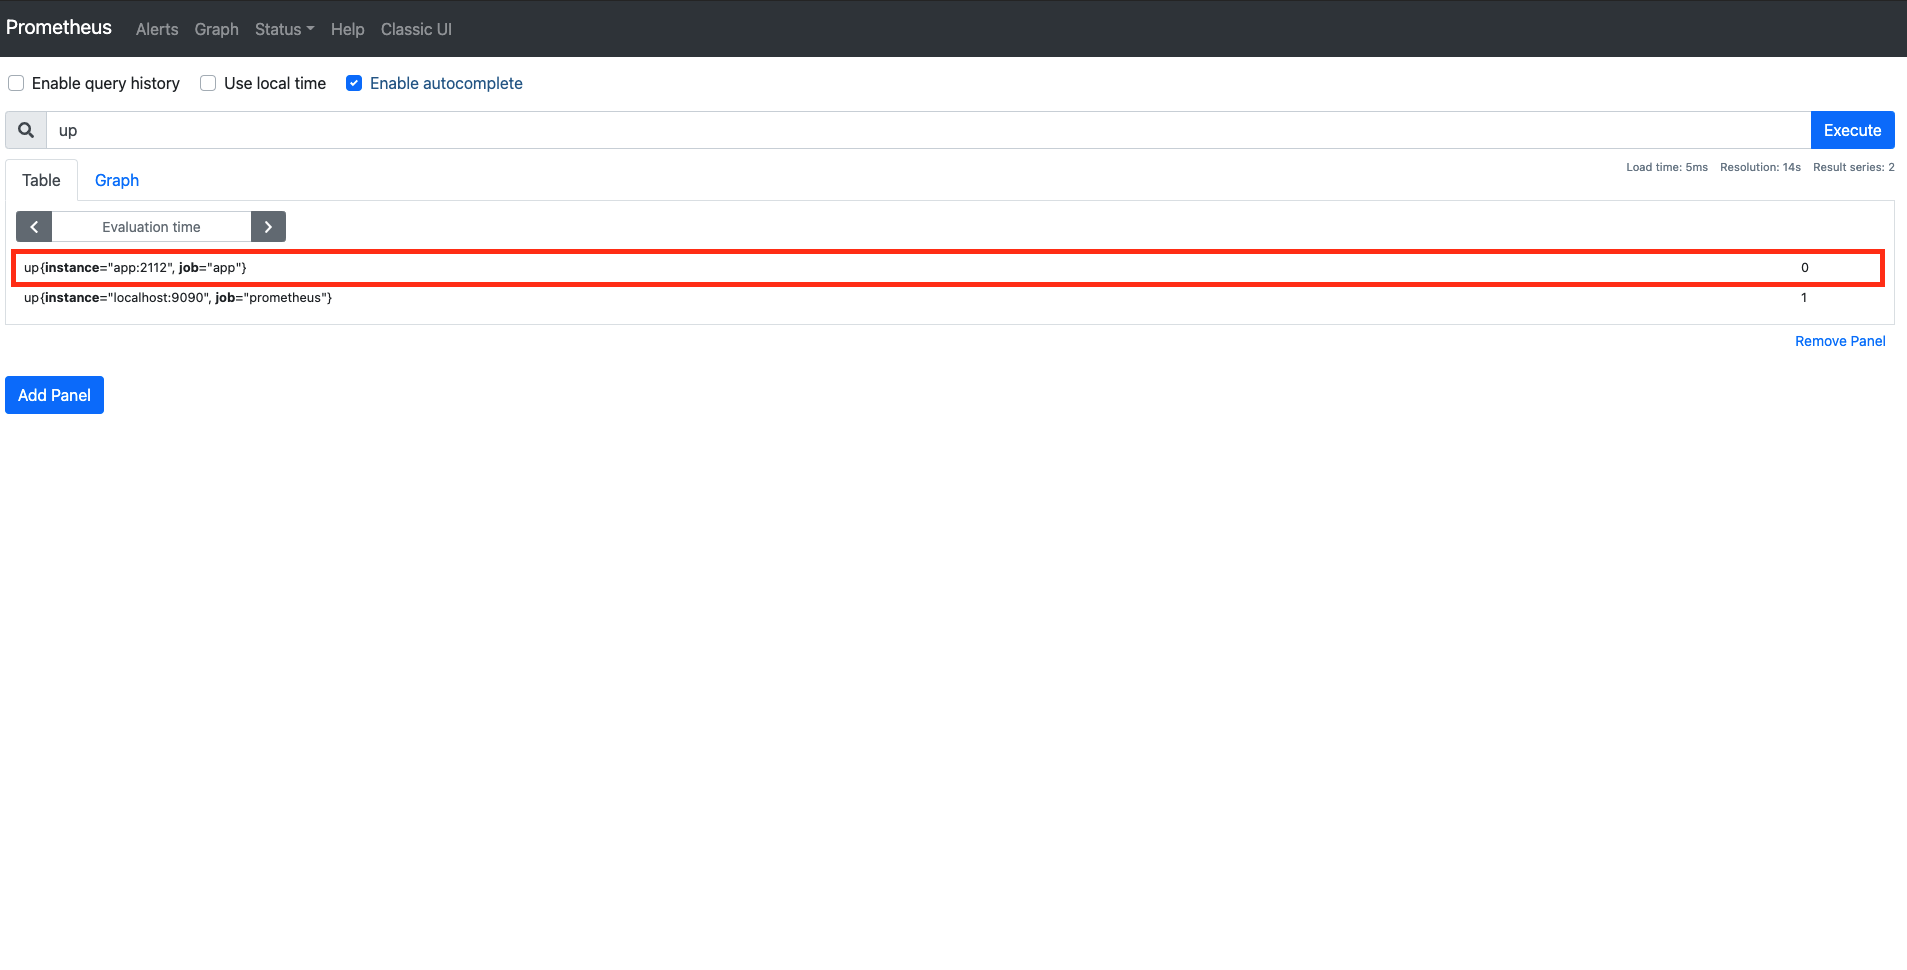 Prometheus Alerts Graph Status Help Classic UI
Enable query history Use local time Enable autocomplete
up Execute
Table Graph Load time: 5ms Resolution: 14s Result series: 2
Evaluation time
up{instance="app:2112", job="app"} 0
up{instance="localhost:9090", job="prometheus"} 1
Remove Panel
Add Panel